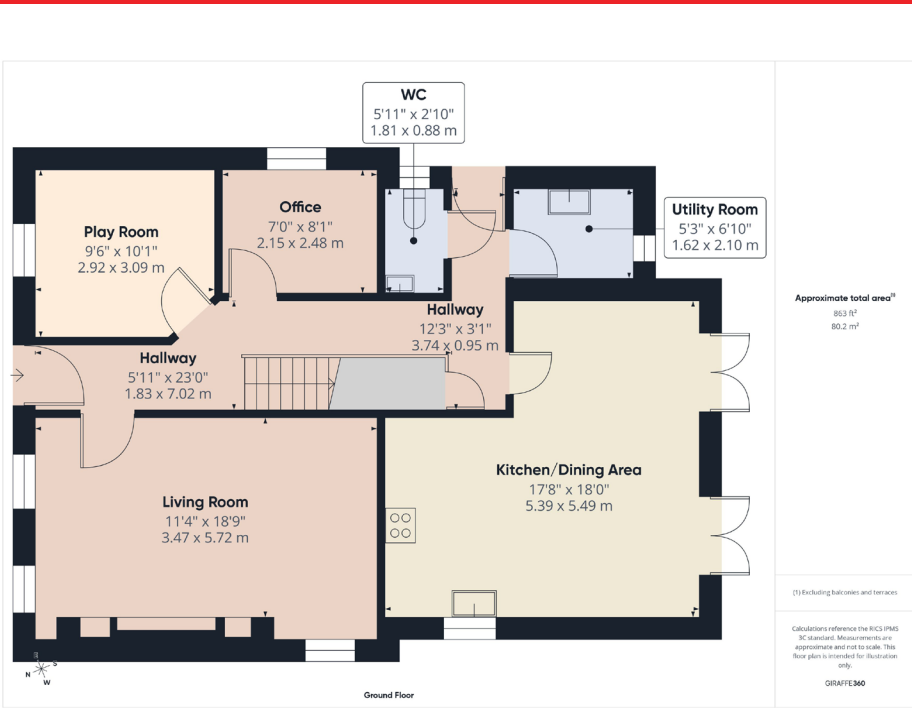 WC
5'11" x 2'10"
1.81 x 0.88 m
Play Room
9'6" x 10'1"
2.92 x 3.09 m
Office
7'0" x 8'1"
2.15 x 2.48 m
Utility Room
5'3" x 6'10"
1.62 x 2.10 m
Hallway
12'3" x 3'1"
3.74 x 0.95 m
Hallway
5'11" x 23'0"
1.83 x 7.02 m
Kitchen/Dining Area
17'8" x 18'0"
5.39 x 5.49 m
Living Room
11'4" x 18'9"
3.47 x 5.72 m
N
S
W
Ground Floor
Approximate total area(1)
863 ft²
80.2 m²
(1) Excluding balconies and terraces
Calculations reference the RICS IPMS
3C standard. Measurements are
approximate and not to scale. This
floor plan is intended for illustration
only.
GIRAFFE360